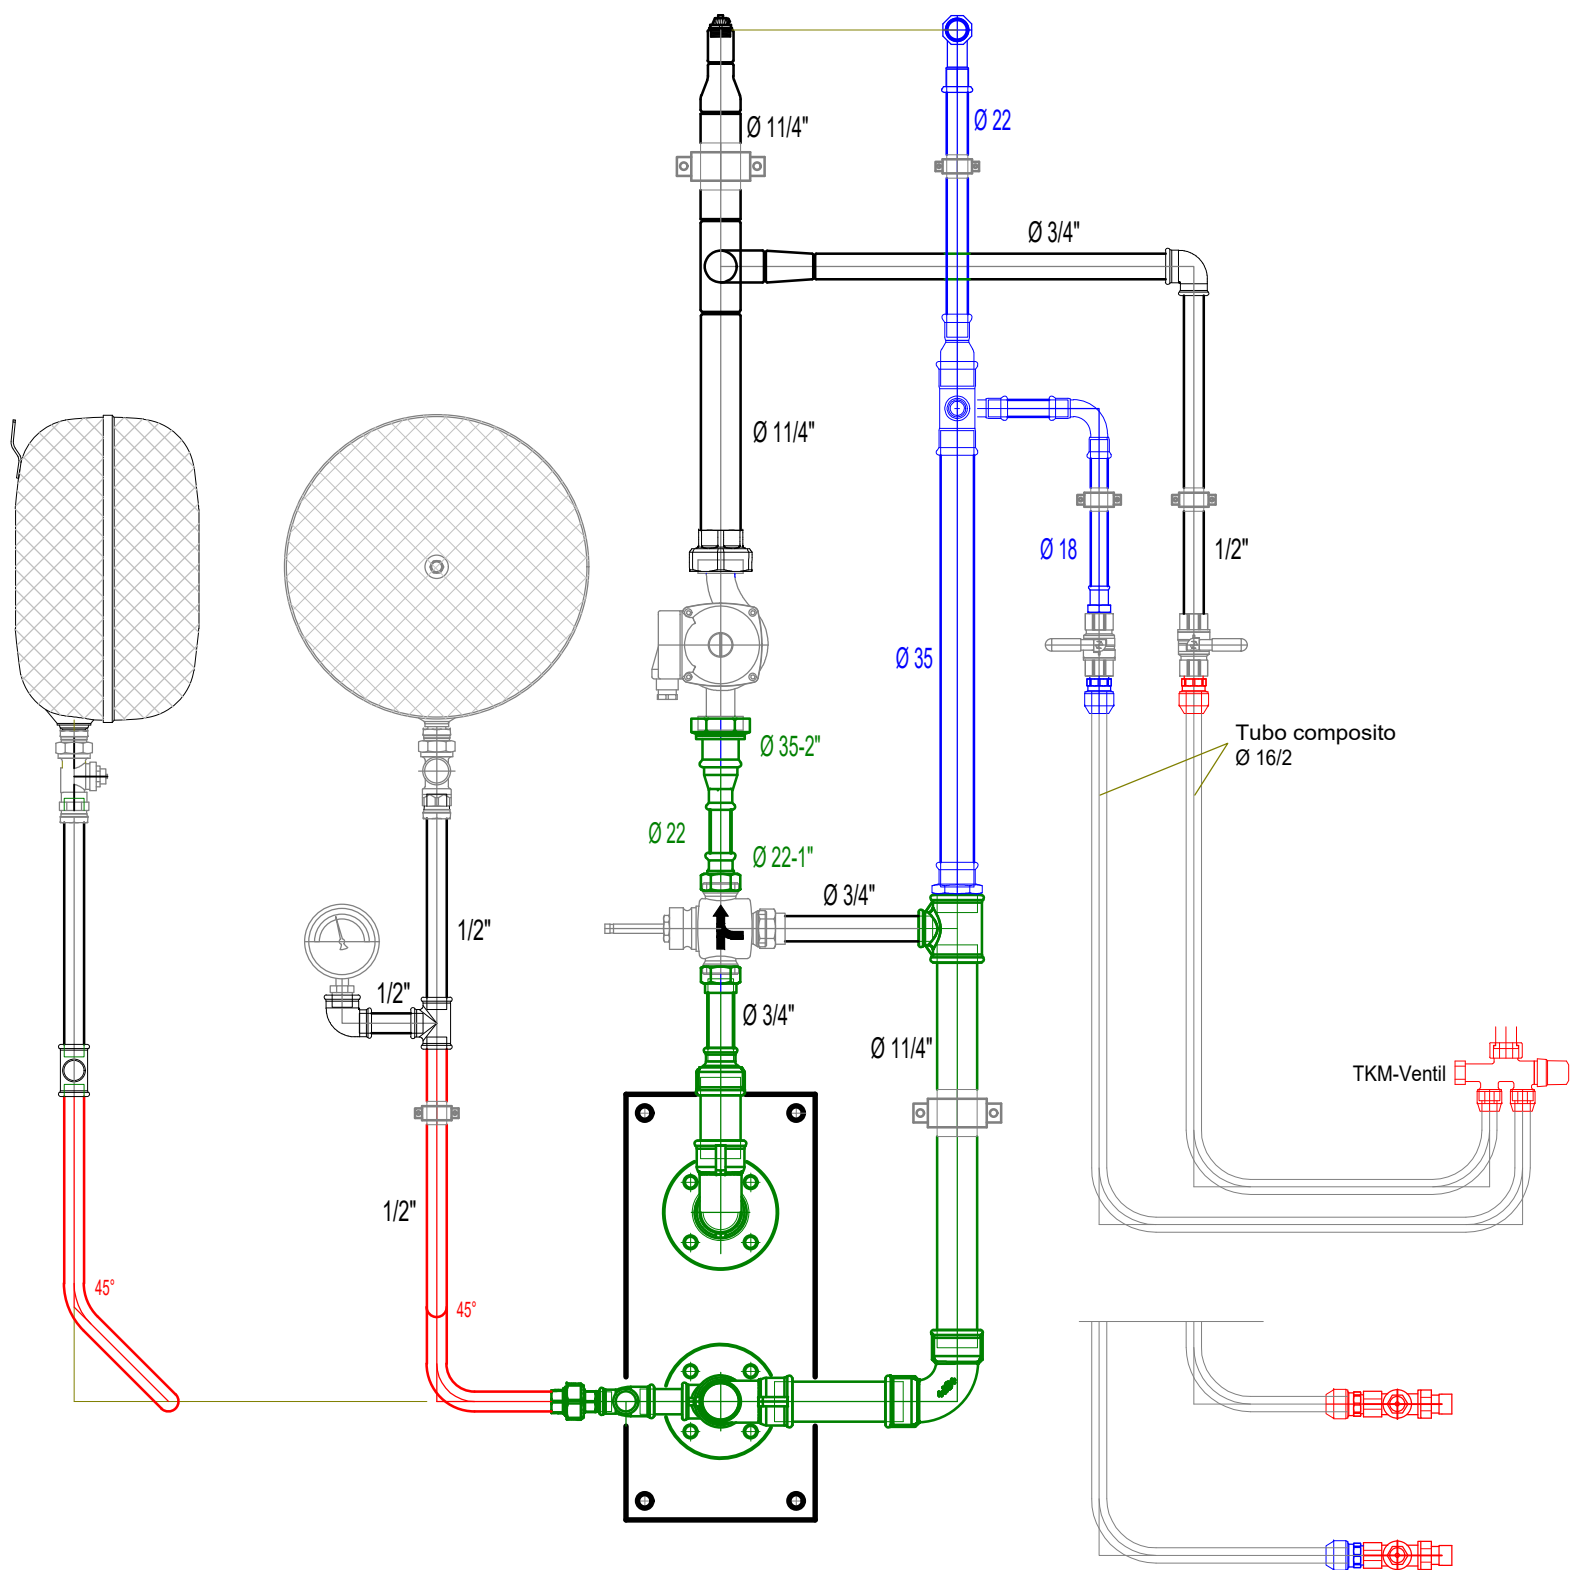 Ø 11/4"
Ø 22
Ø 3/4"
Ø 11/4"
Ø 18
1/2"
Ø 35
Tubo composito
Ø 16/2
Ø 35-2"
Ø 22
Ø 22-1"
Ø 3/4"
1/2"
1/2"
Ø 3/4"
Ø 11/4"
TKM-Ventil
1/2"
45°
45°